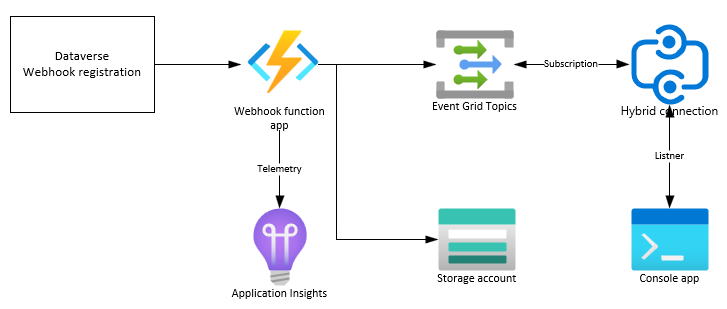 Dataverse
Webhook registration
Webhook function
app
Event Grid Topics
Subscription
Hybrid connection
Telemetry
Listner
Application Insights
Storage account
Console app